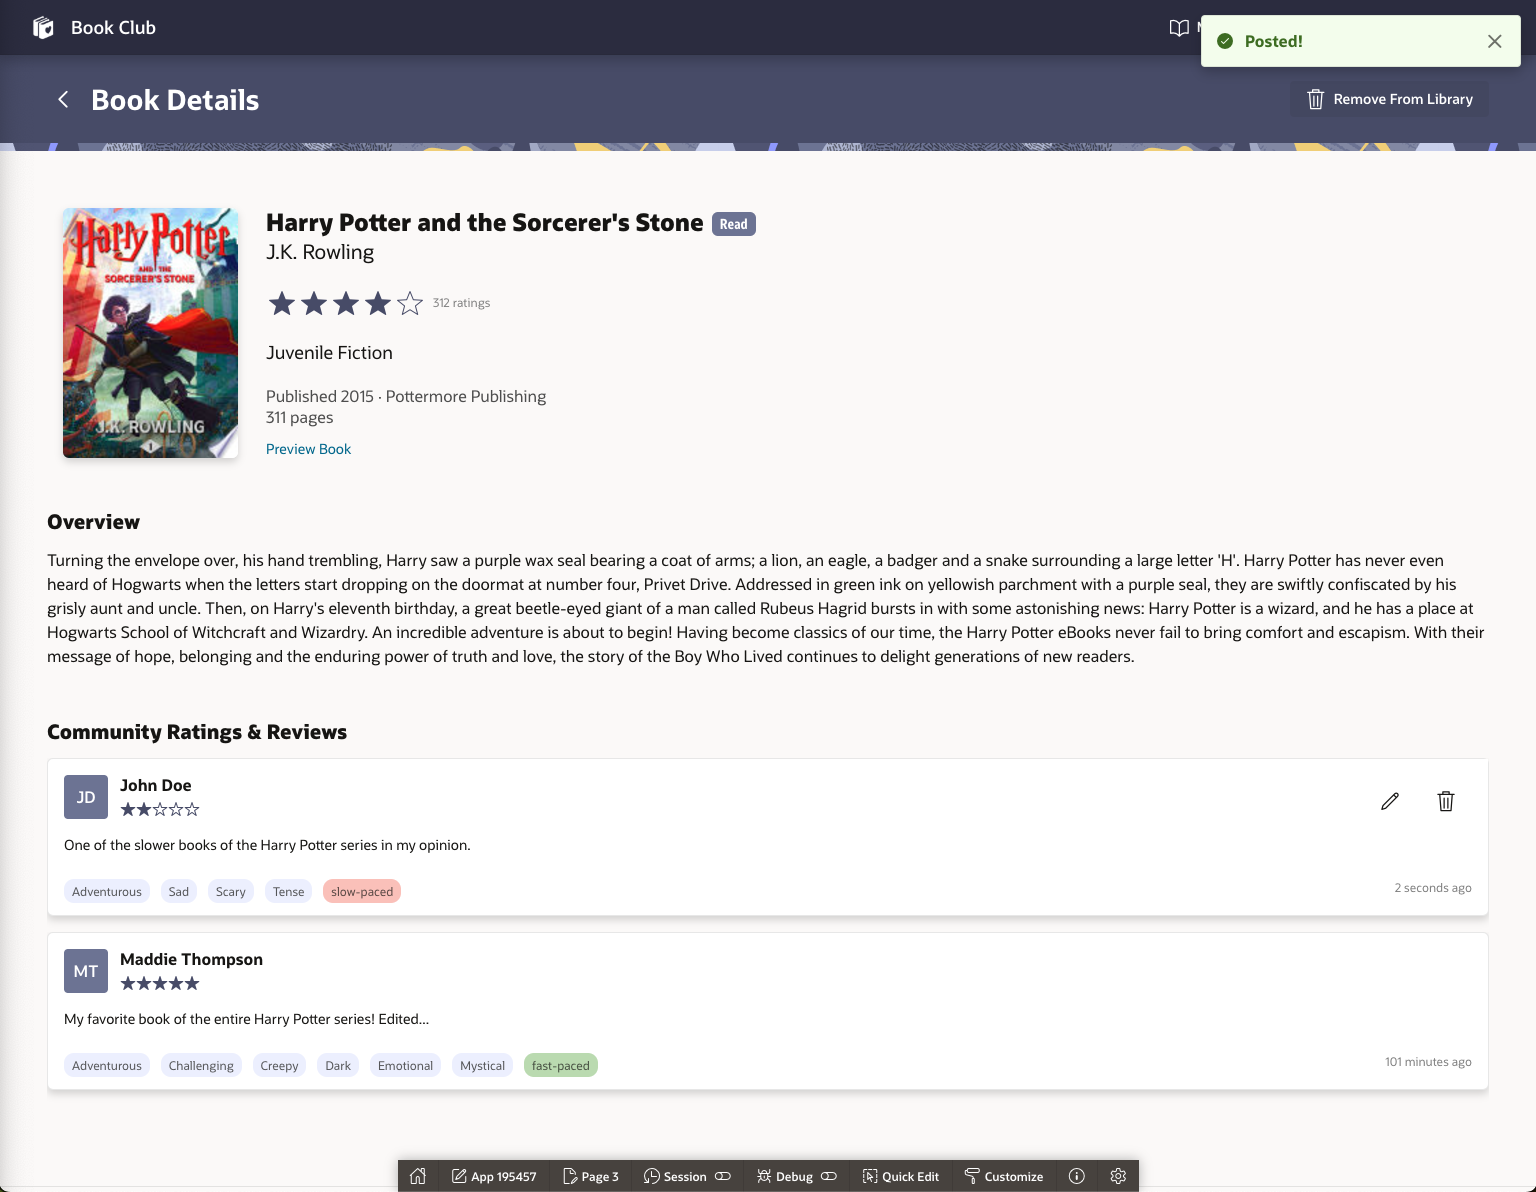 Book Club
Posted!
Book Details
Remove From Library
Harry Potter
AND THE
SORCERER'S STONE
J.K. ROWLING
1
Harry Potter and the Sorcerer's Stone Read
J.K. Rowling
312 ratings
Juvenile Fiction
Published 2015 · Pottermore Publishing
311 pages
Preview Book
Overview
Turning the envelope over, his hand trembling, Harry saw a purple wax seal bearing a coat of arms; a lion, an eagle, a badger and a snake surrounding a large letter 'H'. Harry Potter has never even
heard of Hogwarts when the letters start dropping on the doormat at number four, Privet Drive. Addressed in green ink on yellowish parchment with a purple seal, they are swiftly confiscated by his
grisly aunt and uncle. Then, on Harry's eleventh birthday, a great beetle-eyed giant of a man called Rubeus Hagrid bursts in with some astonishing news: Harry Potter is a wizard, and he has a place at
Hogwarts School of Witchcraft and Wizardry. An incredible adventure is about to begin! Having become classics of our time, the Harry Potter eBooks never fail to bring comfort and escapism. With their
message of hope, belonging and the enduring power of truth and love, the story of the Boy Who Lived continues to delight generations of new readers.
Community Ratings & Reviews
JD
John Doe
One of the slower books of the Harry Potter series in my opinion.
Adventurous Sad Scary Tense slow-paced
2 seconds ago
MT
Maddie Thompson
My favorite book of the entire Harry Potter series! Edited...
Adventurous Challenging Creepy Dark Emotional Mystical fast-paced
101 minutes ago
App 195457 Page 3 Session Debug Quick Edit Customize